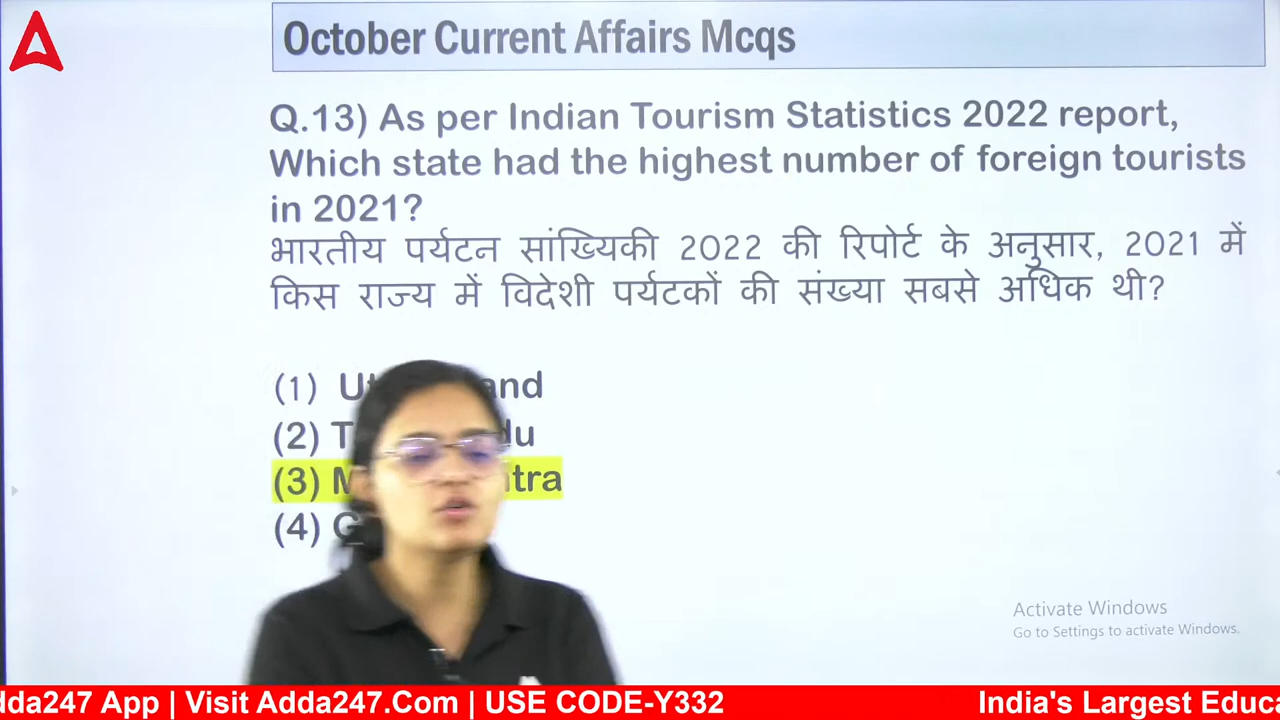 October Current Affairs Mcqs
Q.13) As per Indian Tourism Statistics 2022 report,
Which state had the highest number of foreign tourists
in 2021?
भारतीय पर्यटन सांख्यिकी 2022 की रिपोर्ट के अनुसार, 2021 में
किस राज्य में विदेशी पर्यटकों की संख्या सबसे अधिक थी?
(1)
(2)
(3)
(4)
Activate Windows
Go to Settings to activate Windows.
dda247 App | Visit Adda247.Com | USE CODE-Y332 India's Largest Educa